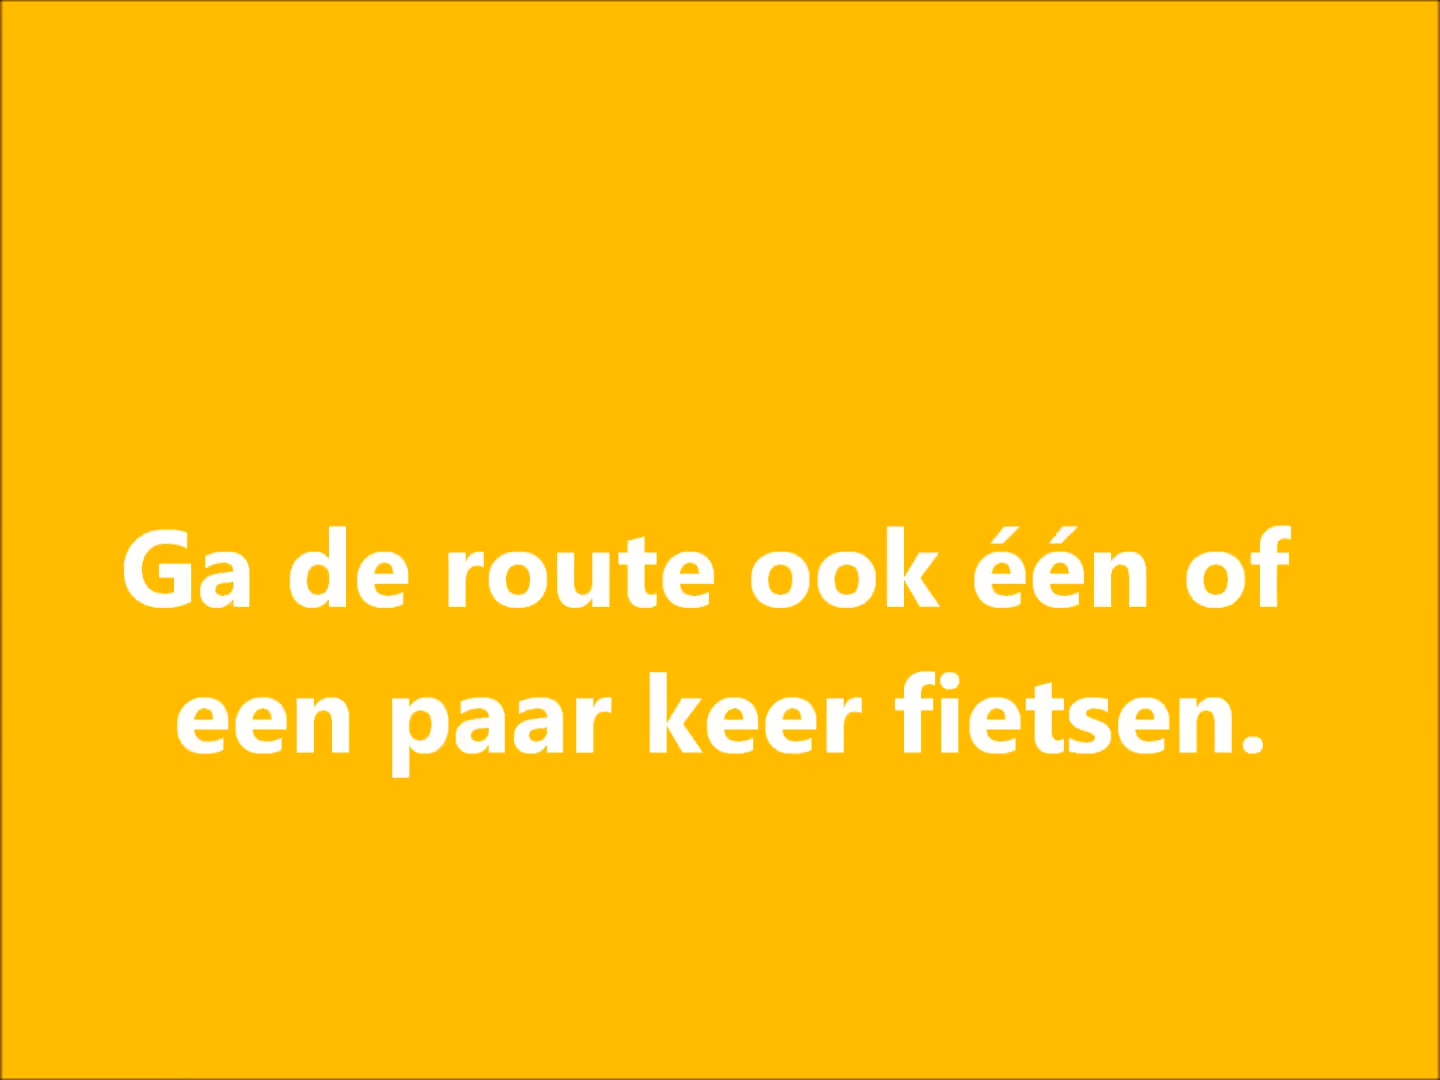 Ga de route ook één of
een paar keer fietsen.